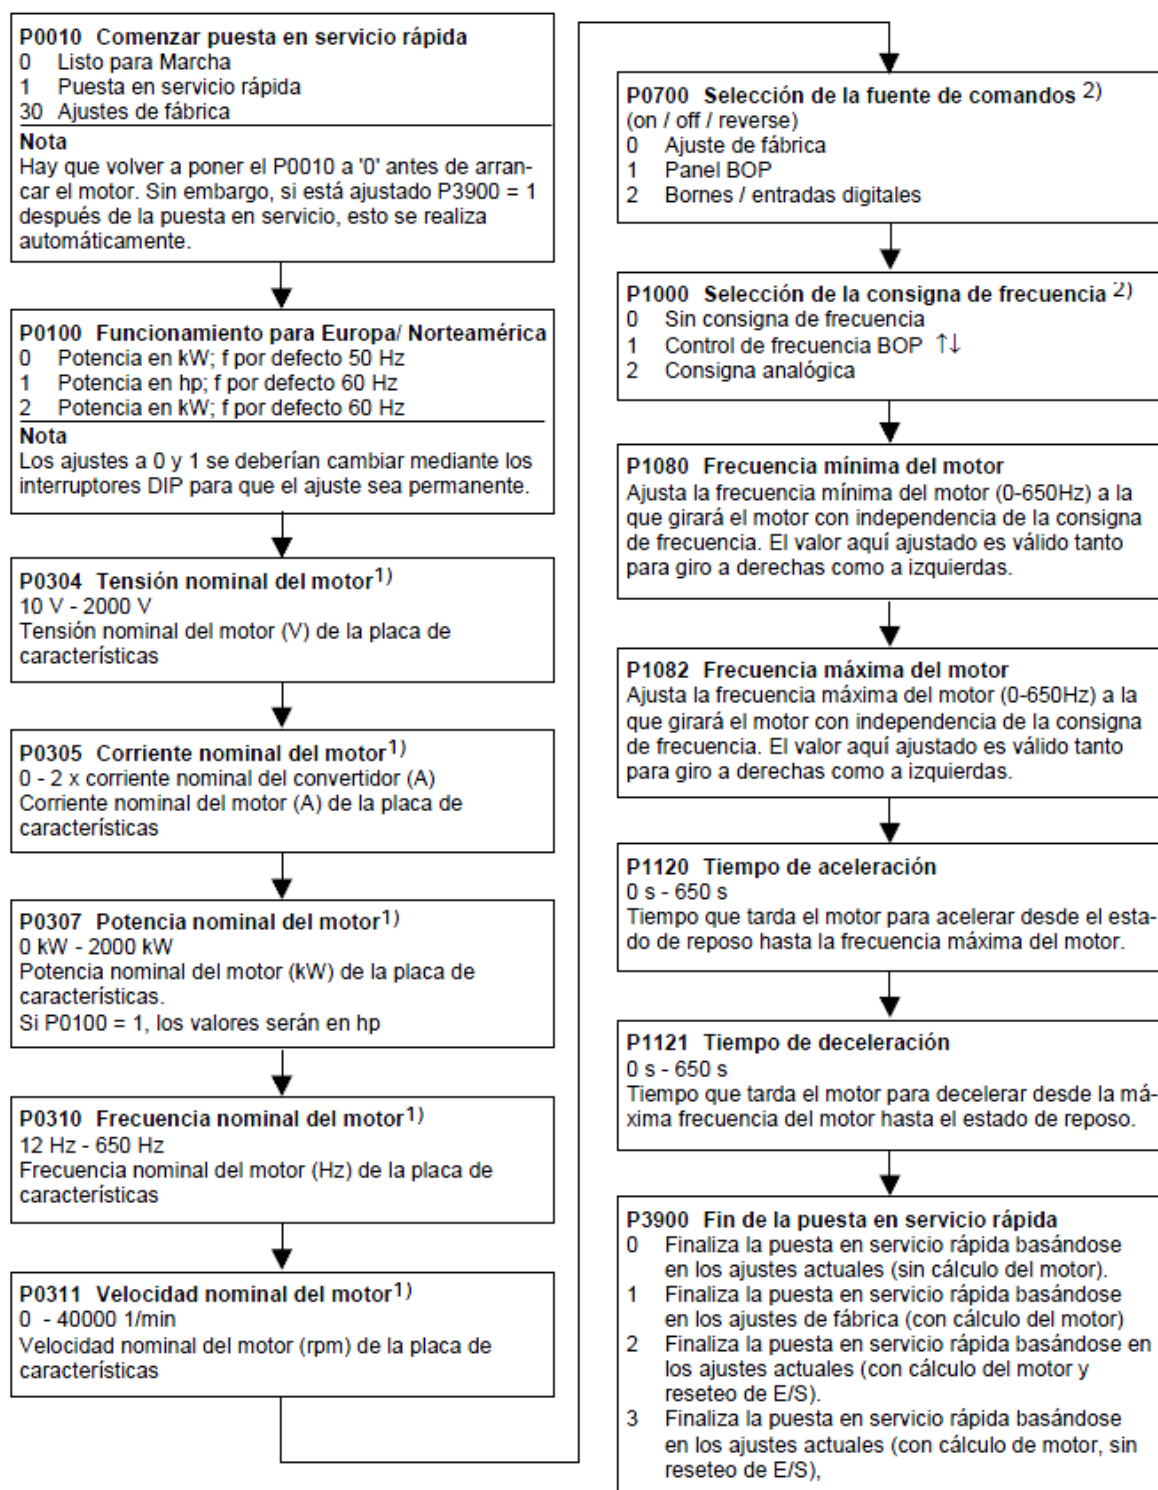 P0010 Comenzar puesta en servicio rápida
0 Listo para Marcha
1 Puesta en servicio rápida
30 Ajustes de fábrica
Nota
Hay que volver a poner el P0010 a '0' antes de arran-
car el motor. Sin embargo, si está ajustado P3900 = 1
después de la puesta en servicio, esto se realiza
automáticamente.
P0100 Funcionamiento para Europa/ Norteamérica
0 Potencia en kW; f por defecto 50 Hz
1 Potencia en hp; f por defecto 60 Hz
2 Potencia en kW; f por defecto 60 Hz
Nota
Los ajustes a 0 y 1 se deberían cambiar mediante los
interruptores DIP para que el ajuste sea permanente.
P0304 Tensión nominal del motor1)
10 V - 2000 V
Tensión nominal del motor (V) de la placa de
características
P0305 Corriente nominal del motor1)
0 - 2 x corriente nominal del convertidor (A)
Corriente nominal del motor (A) de la placa de
características
P0307 Potencia nominal del motor1)
0 kW - 2000 kW
Potencia nominal del motor (kW) de la placa de
características.
Si P0100 = 1, los valores serán en hp
P0310 Frecuencia nominal del motor1)
12 Hz - 650 Hz
Frecuencia nominal del motor (Hz) de la placa de
características
P0311 Velocidad nominal del motor1)
0 - 40000 1/min
Velocidad nominal del motor (rpm) de la placa de
características
P0700 Selección de la fuente de comandos 2)
(on / off / reverse)
0 Ajuste de fábrica
1 Panel BOP
2 Bornes / entradas digitales
P1000 Selección de la consigna de frecuencia 2)
0 Sin consigna de frecuencia
1 Control de frecuencia BOP ↑↓
2 Consigna analógica
P1080 Frecuencia mínima del motor
Ajusta la frecuencia mínima del motor (0-650Hz) a la
que girará el motor con independencia de la consigna
de frecuencia. El valor aquí ajustado es válido tanto
para giro a derechas como a izquierdas.
P1082 Frecuencia máxima del motor
Ajusta la frecuencia máxima del motor (0-650Hz) a la
que girará el motor con independencia de la consigna
de frecuencia. El valor aquí ajustado es válido tanto
para giro a derechas como a izquierdas.
P1120 Tiempo de aceleración
0 s - 650 s
Tiempo que tarda el motor para acelerar desde el esta-
do de reposo hasta la frecuencia máxima del motor.
P1121 Tiempo de deceleración
0 s - 650 s
Tiempo que tarda el motor para decelerar desde la má-
xima frecuencia del motor hasta el estado de reposo.
P3900 Fin de la puesta en servicio rápida
0 Finaliza la puesta en servicio rápida basándose
en los ajustes actuales (sin cálculo del motor).
1 Finaliza la puesta en servicio rápida basándose
en los ajustes de fábrica (con cálculo del motor)
2 Finaliza la puesta en servicio rápida basándose en
los ajustes actuales (con cálculo del motor y
reseteo de E/S).
3 Finaliza la puesta en servicio rápida basándose
en los ajustes actuales (con cálculo de motor, sin
reseteo de E/S),